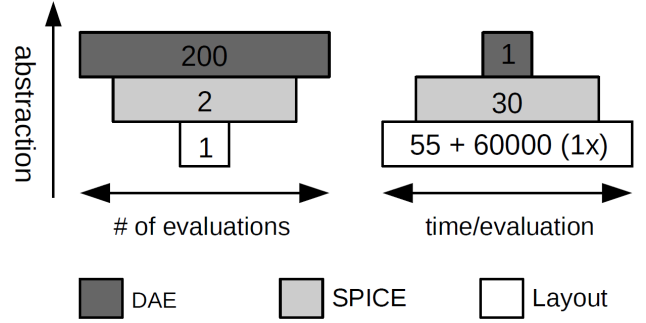 abstraction
200
2
1
# of evaluations
1
30
55 + 60000 (1x)
time/evaluation
DAE
SPICE
Layout